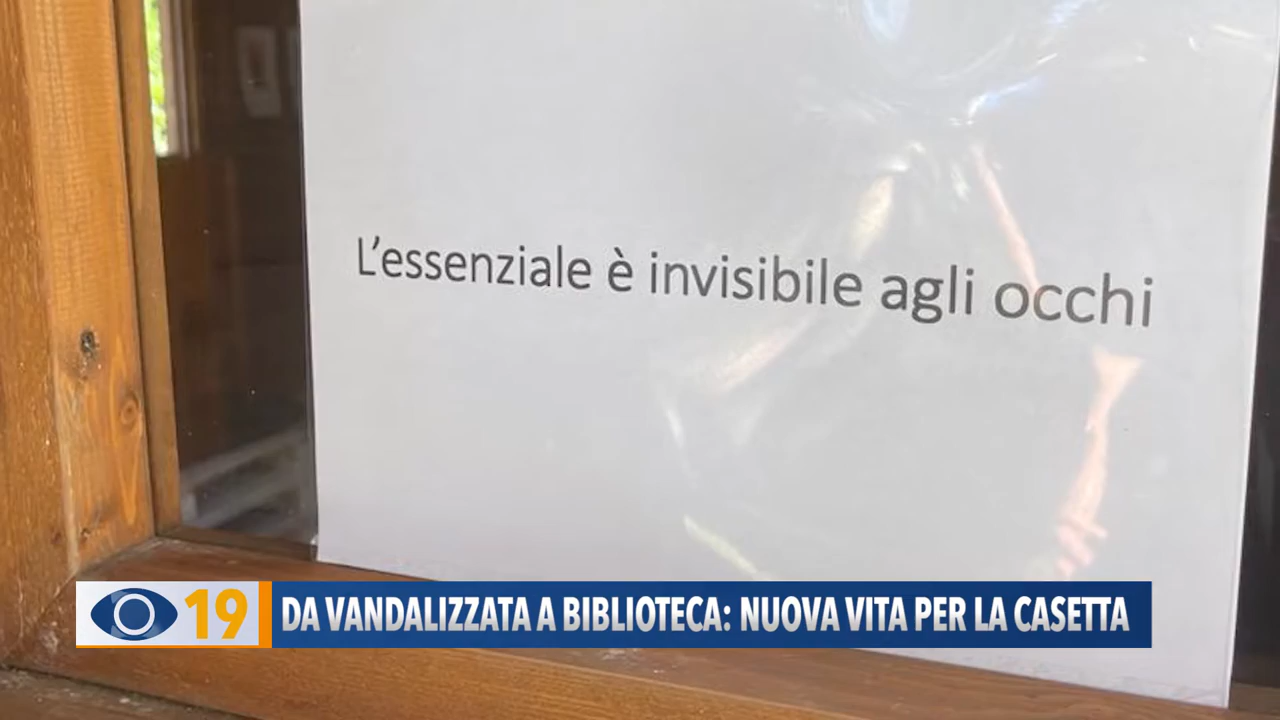 L'essenziale è invisibile agli occhi
19 DA VANDALIZZATA A BIBLIOTECA: NUOVA VITA PER LA CASETTA